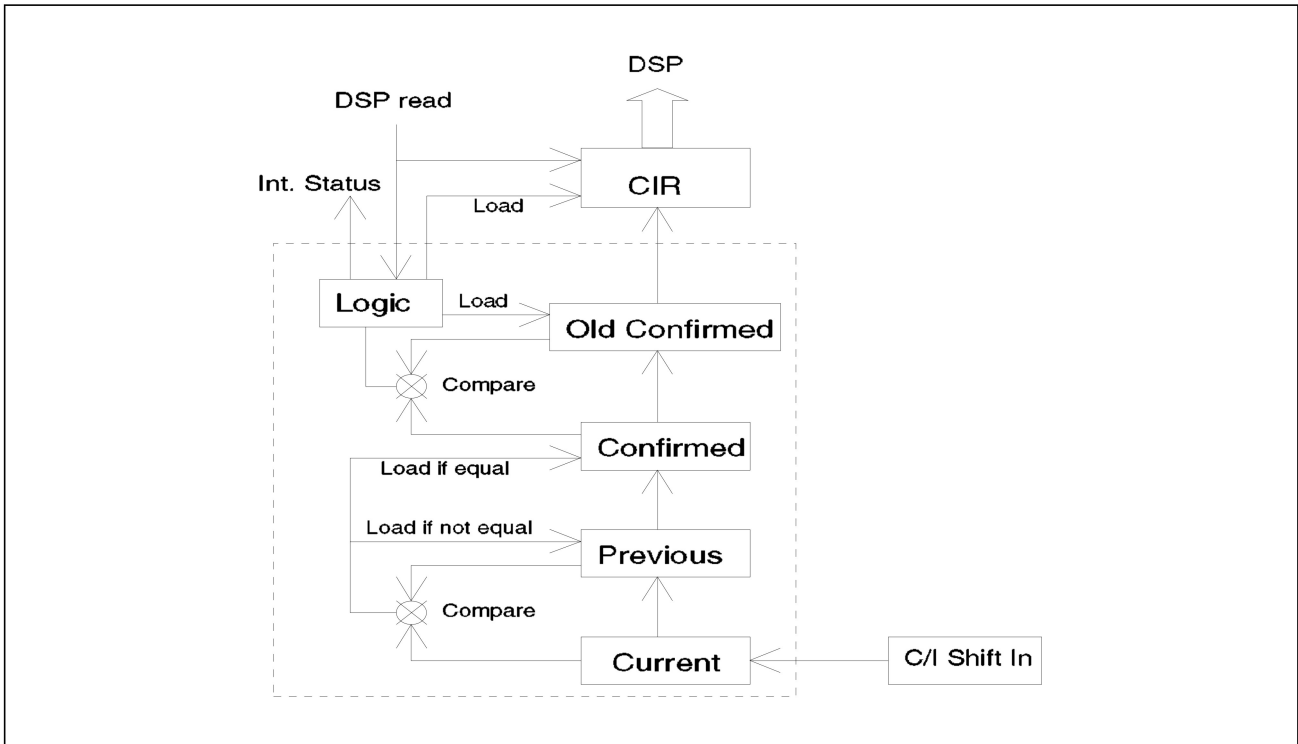 DSP
DSP read
Int. Status
CIR
Load
Logic
Load
Old Confirmed
Compare
Confirmed
Load if equal
Load if not equal
Previous
Compare
Current
C/I Shift In